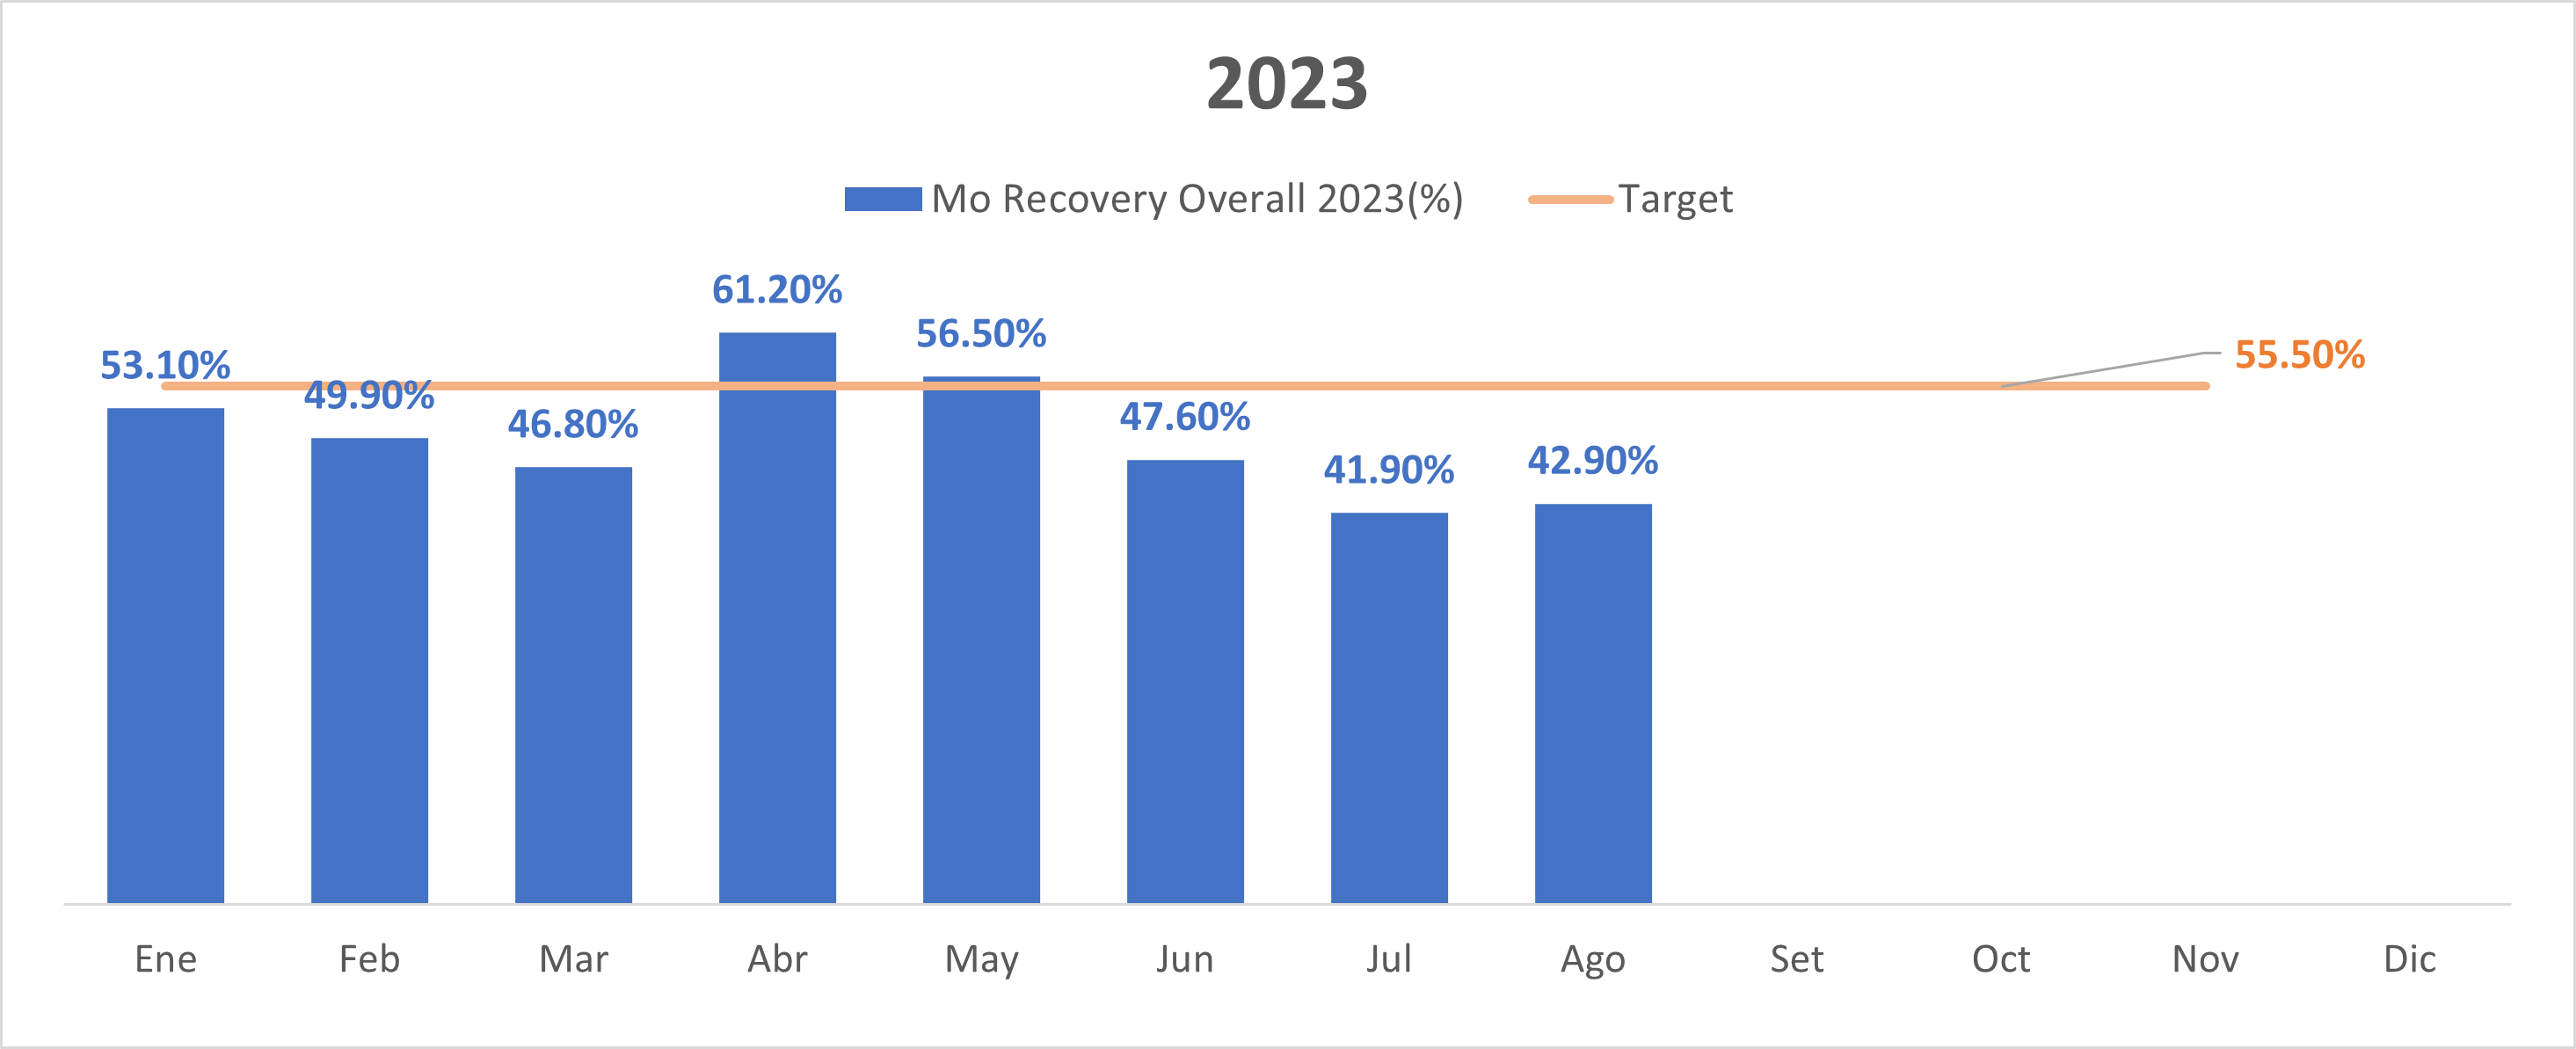 2023
Mo Recovery Overall 2023(%) Target
53.10% 49.90% 46.80% 61.20% 56.50% 47.60% 41.90% 42.90% 55.50%
Ene Feb Mar Abr May Jun Jul Ago Set Oct Nov Dic